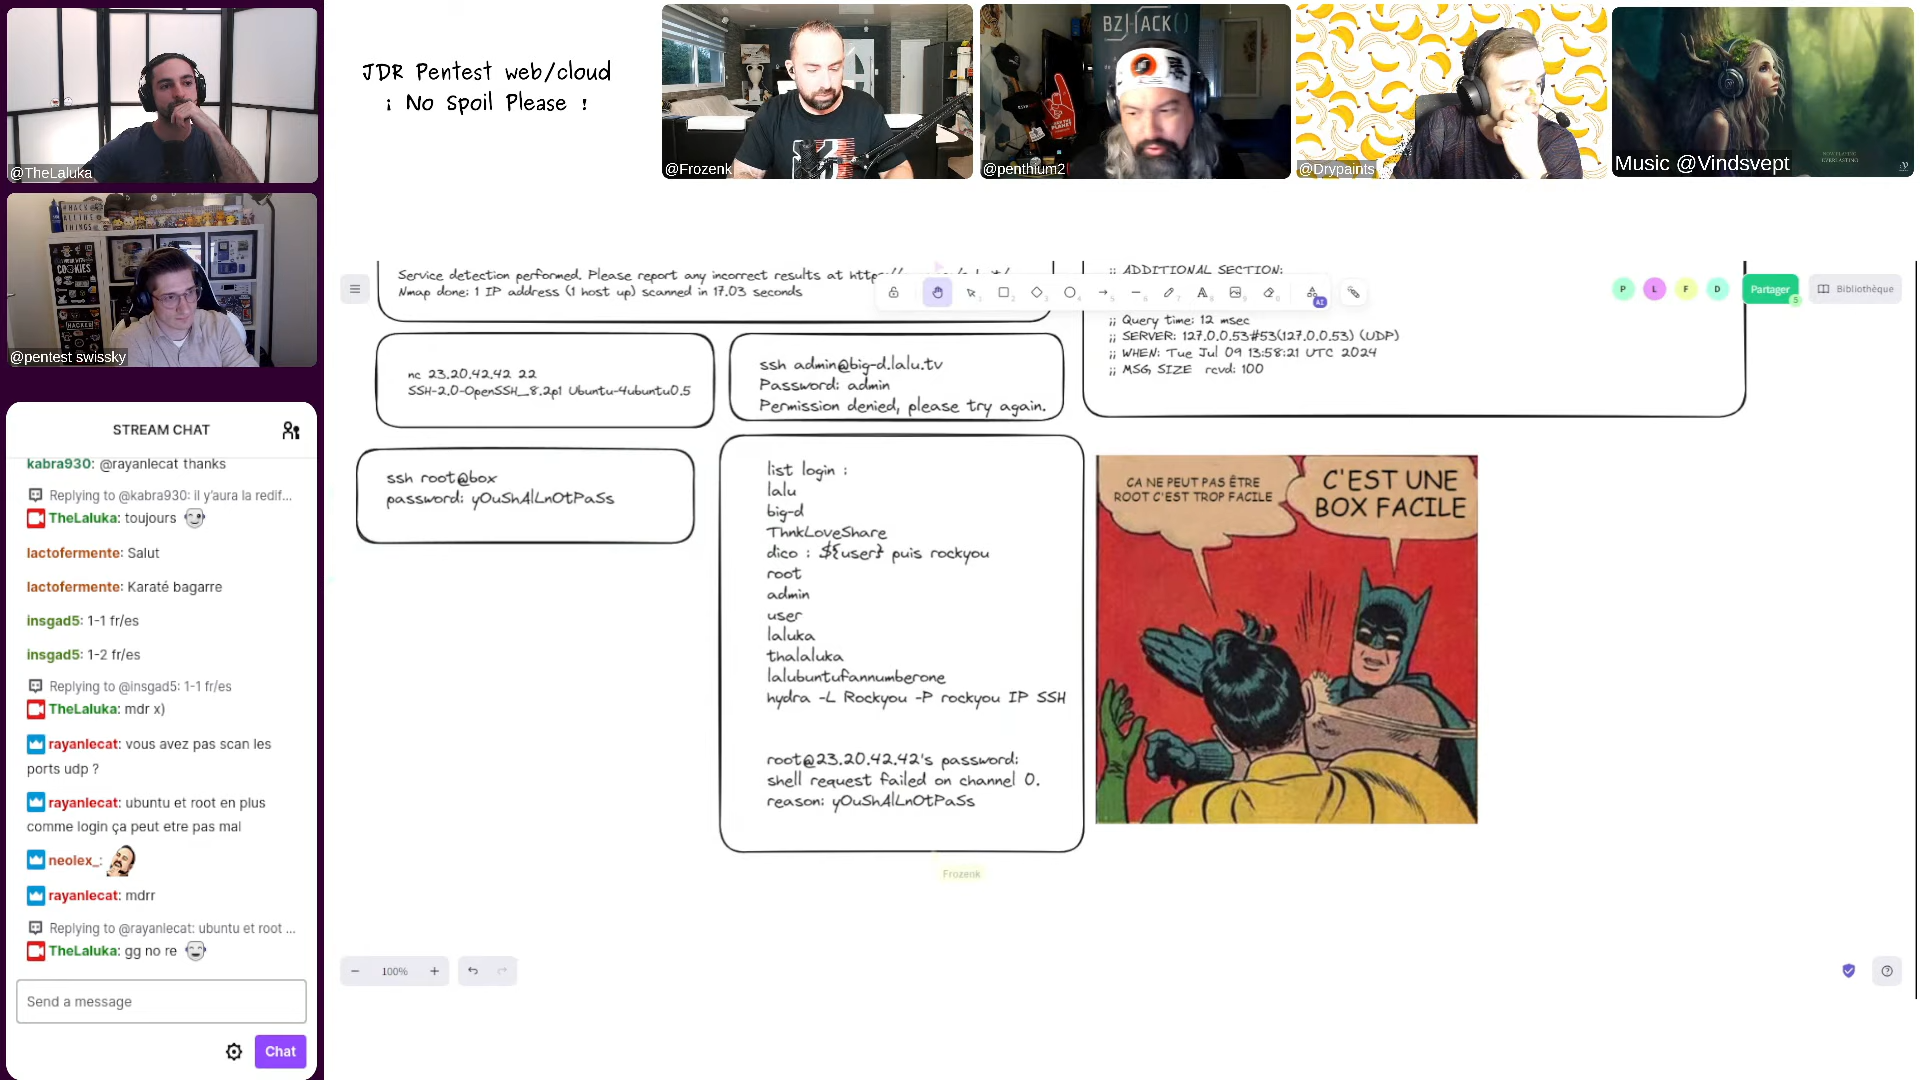 @TheLaluka
JDR Pentest web/cloud
¡ No Spoil Please !
@Frozenk
BZHACK()
@penthium2
@Drypaints
Music @Vindsvept
COOKIES
@pentest swissky
STREAM CHAT
kabra930: @rayanlecat thanks
Replying to @kabra930: il y'aura la redif...
TheLaluka: toujours
lactofermente: Salut
lactofermente: Karaté bagarre
insgad5: 1-1 fr/es
insgad5: 1-2 fr/es
Replying to @insgad5: 1-1 fr/es
TheLaluka: mdr x)
rayanlecat: vous avez pas scan les
ports udp ?
rayanlecat: ubuntu et root en plus
comme login ça peut etre pas mal
neolex_:
rayanlecat: mdrr
Replying to @rayanlecat: ubuntu et root ...
TheLaluka: gg no re
Send a message
Chat
Service detection performed. Please report any incorrect results at
Nmap done: 1 IP address (1 host up) scanned in 17.03 seconds
;; ADDITIONAL SECTION:
;; Query time: 12 msec
;; SERVER: 127.0.0.53#53(127.0.0.53) (UDP)
;; WHEN: Tue Jul 09 13:58:21 UTC 2024
;; MSG SIZE rcvd: 100
P
L
F
D
Partager
5
Bibliothèque
AI
nc 23.20.42.42 22
SSH-2.0-OpenSSH_8.2p1 Ubuntu-4ubuntu0.5
ssh admin@big-d.lalu.tv
Password: admin
Permission denied, please try again.
ssh root@box
password: yOuShAlLnOtPaSs
list login :
lalu
big-d
ThnkLoveShare
dico : ${user} puis rockyou
root
admin
user
laluka
thalaluka
lalubuntufannumberone
hydra -L Rockyou -P rockyou IP SSH
root@23.20.42.42's password:
shell request failed on channel 0.
reason: yOuShAlLnOtPaSs
CA NE PEUT PAS ÊTRE
ROOT C'EST TROP FACILE
C'EST UNE
BOX FACILE
Frozenk
100%